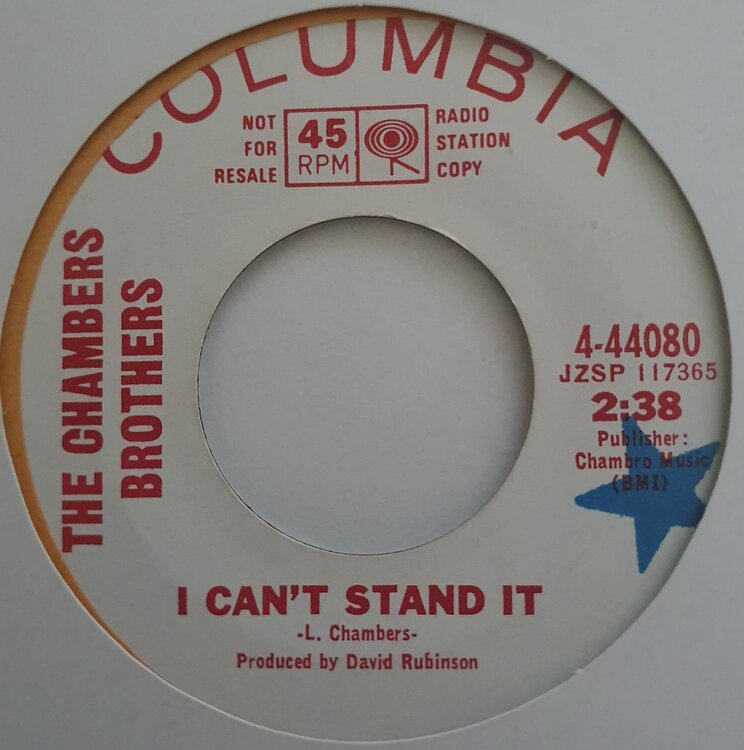 COLUMBIA
NOT
FOR
RESALE
45
RPM
RADIO
STATION
COPY
THE CHAMBERS
BROTHERS
4-44080
JZSP 117365
2:38
Publisher:
Chambro Music
(BMI)
I CAN'T STAND IT
-L. Chambers-
Produced by David Rubinson